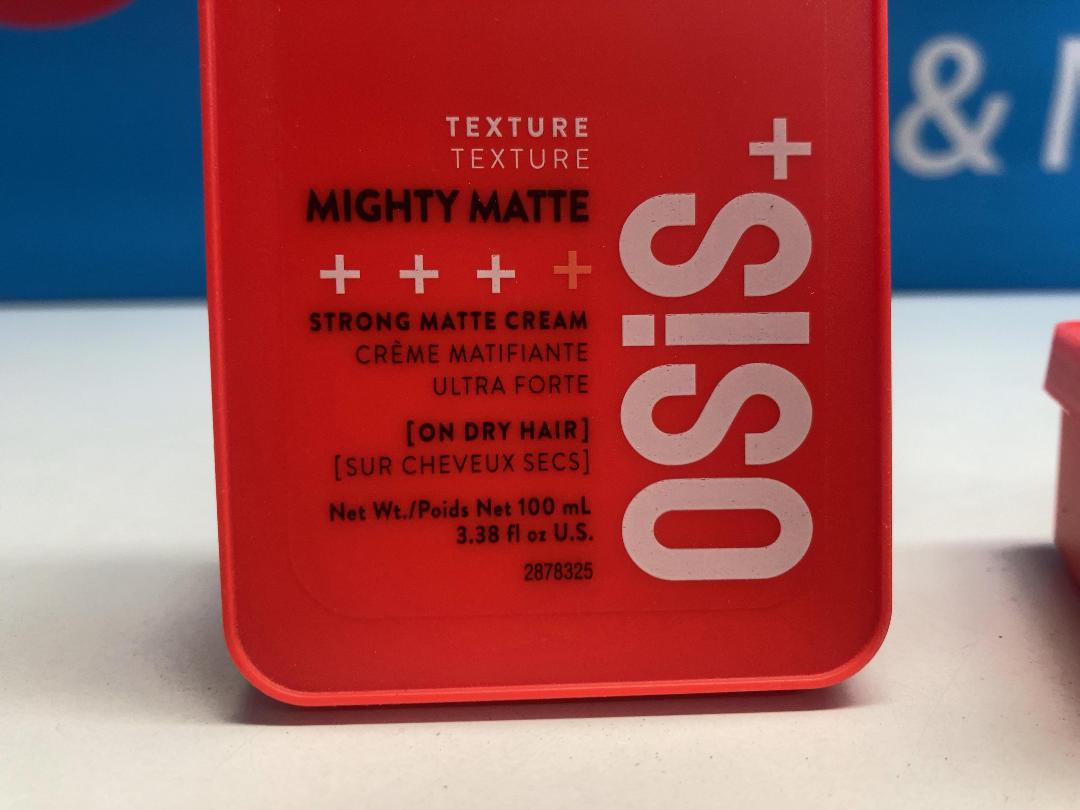 TEXTURE
TEXTURE
MIGHTY MATTE
+ + + +
STRONG MATTE CREAM
CRÈME MATIFIANTE
ULTRA FORTE
[ON DRY HAIR]
[SUR CHEVEUX SECS]
Net Wt./Poids Net 100 mL
3.38 fl oz U.S.
2878325
OSiS+
&